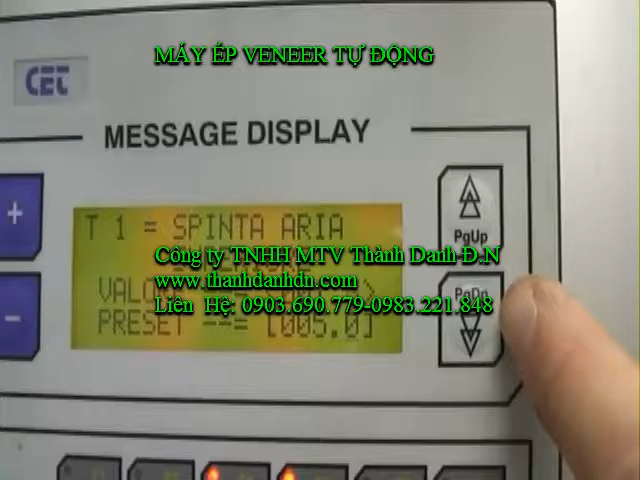 MÁY ÉP VENEER TỰ ĐỘNG
CET
MESSAGE DISPLAY
+
T 1 = SPINTA ARIA
PgUp
Công ty TNHH MTV Thành Danh Đ.N
www.thanhdanhdn.com
PgDn
Liên Hệ: 0903.690.779-0983.221.848
-
PRESET --= [005.0]